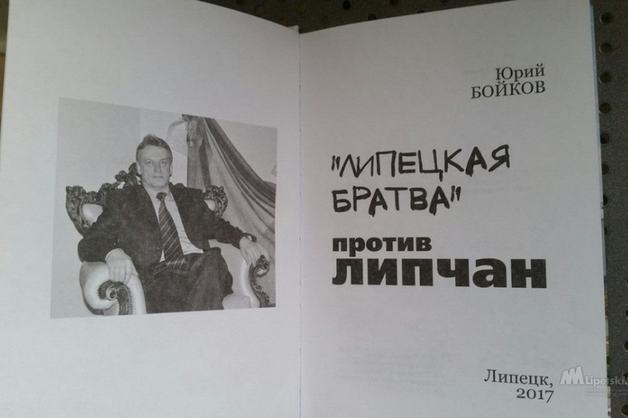 Юрий
БОЙКОВ
"ЛИПЕЦКАЯ
БРАТВА"
против
ЛИПЧАН
Липецк,
2017